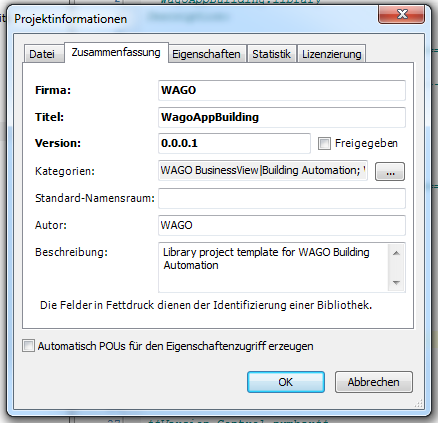 WagoAppBuilding.library
Projektinformationen
Datei Zusammenfassung Eigenschaften Statistik Lizenzierung
Firma: WAGO
Titel: WagoAppBuilding
Version: 0.0.0.1 Freigegeben
Kategorien: WAGO BusinessView|Building Automation; ...
Standard-Namensraum:
Autor: WAGO
Beschreibung: Library project template for WAGO Building
Automation
Die Felder in Fettdruck dienen der Identifizierung einer Bibliothek.
Automatisch POUs für den Eigenschaftenzugriff erzeugen
OK Abbrechen